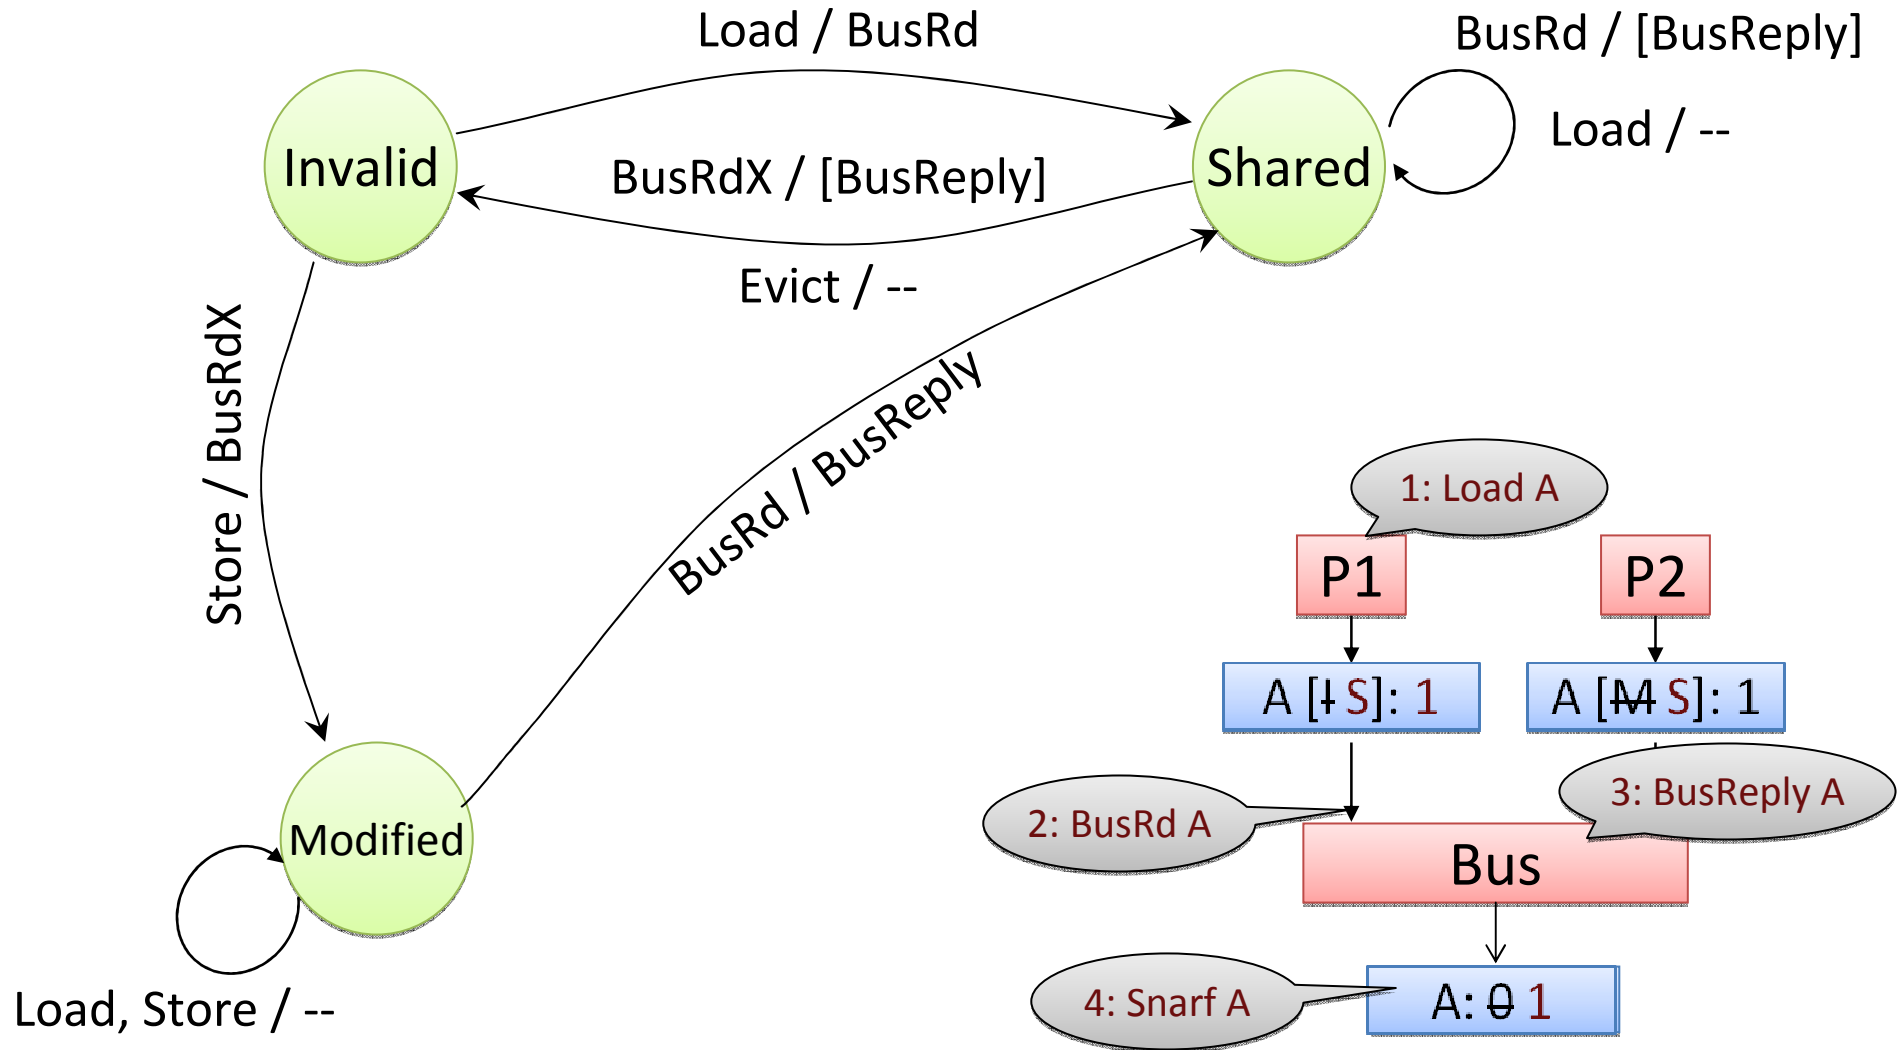 Load / BusRd
BusRd / [BusReply]
Load / --
Invalid
BusRdX / [BusReply]
Shared
Evict / --
Store / BusRdX
BusRd / BusReply
Modified
Load, Store / --
1: Load A
P1
P2
A [I S]: 1
A [M S]: 1
2: BusRd A
3: BusReply A
Bus
4: Snarf A
A: 0 1